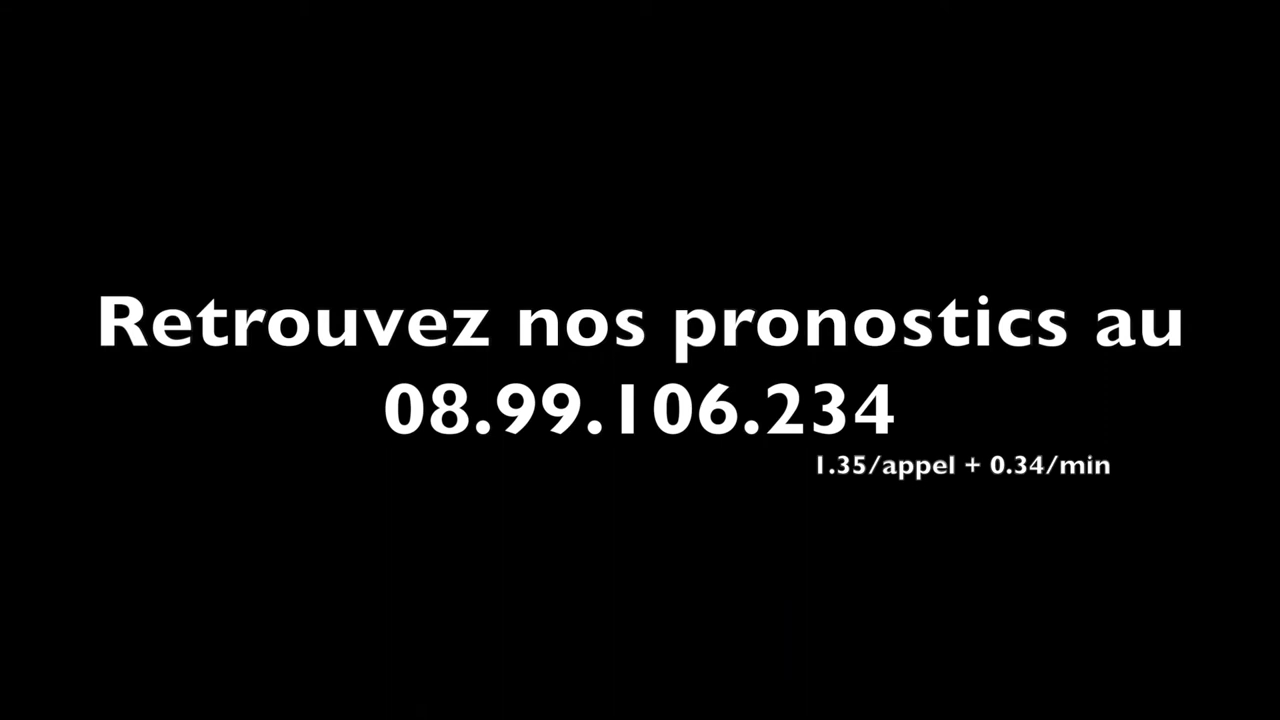 Retrouvez nos pronostics au
08.99.106.234
1.35/appel + 0.34/min